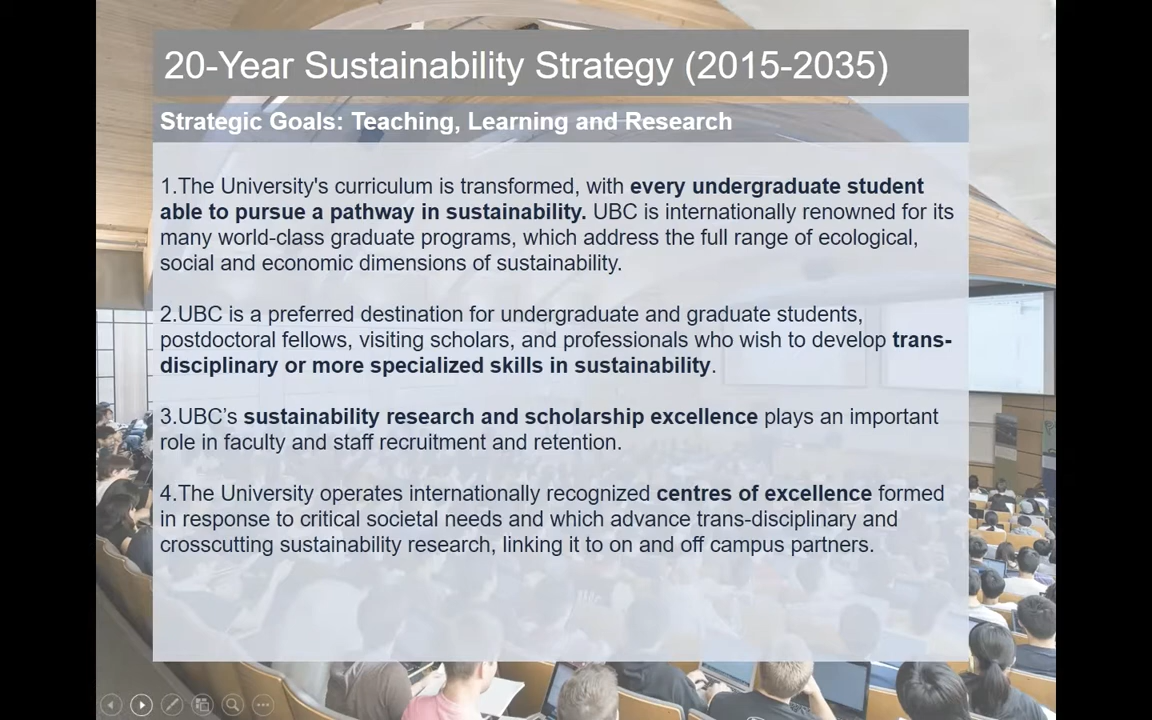 20-Year Sustainability Strategy (2015-2035)
Strategic Goals: Teaching, Learning and Research
1.The University's curriculum is transformed, with every undergraduate student
able to pursue a pathway in sustainability. UBC is internationally renowned for its
many world-class graduate programs, which address the full range of ecological,
social and economic dimensions of sustainability.
2.UBC is a preferred destination for undergraduate and graduate students,
postdoctoral fellows, visiting scholars, and professionals who wish to develop trans-
disciplinary or more specialized skills in sustainability.
3.UBC’s sustainability research and scholarship excellence plays an important
role in faculty and staff recruitment and retention.
4.The University operates internationally recognized centres of excellence formed
in response to critical societal needs and which advance trans-disciplinary and
crosscutting sustainability research, linking it to on and off campus partners.